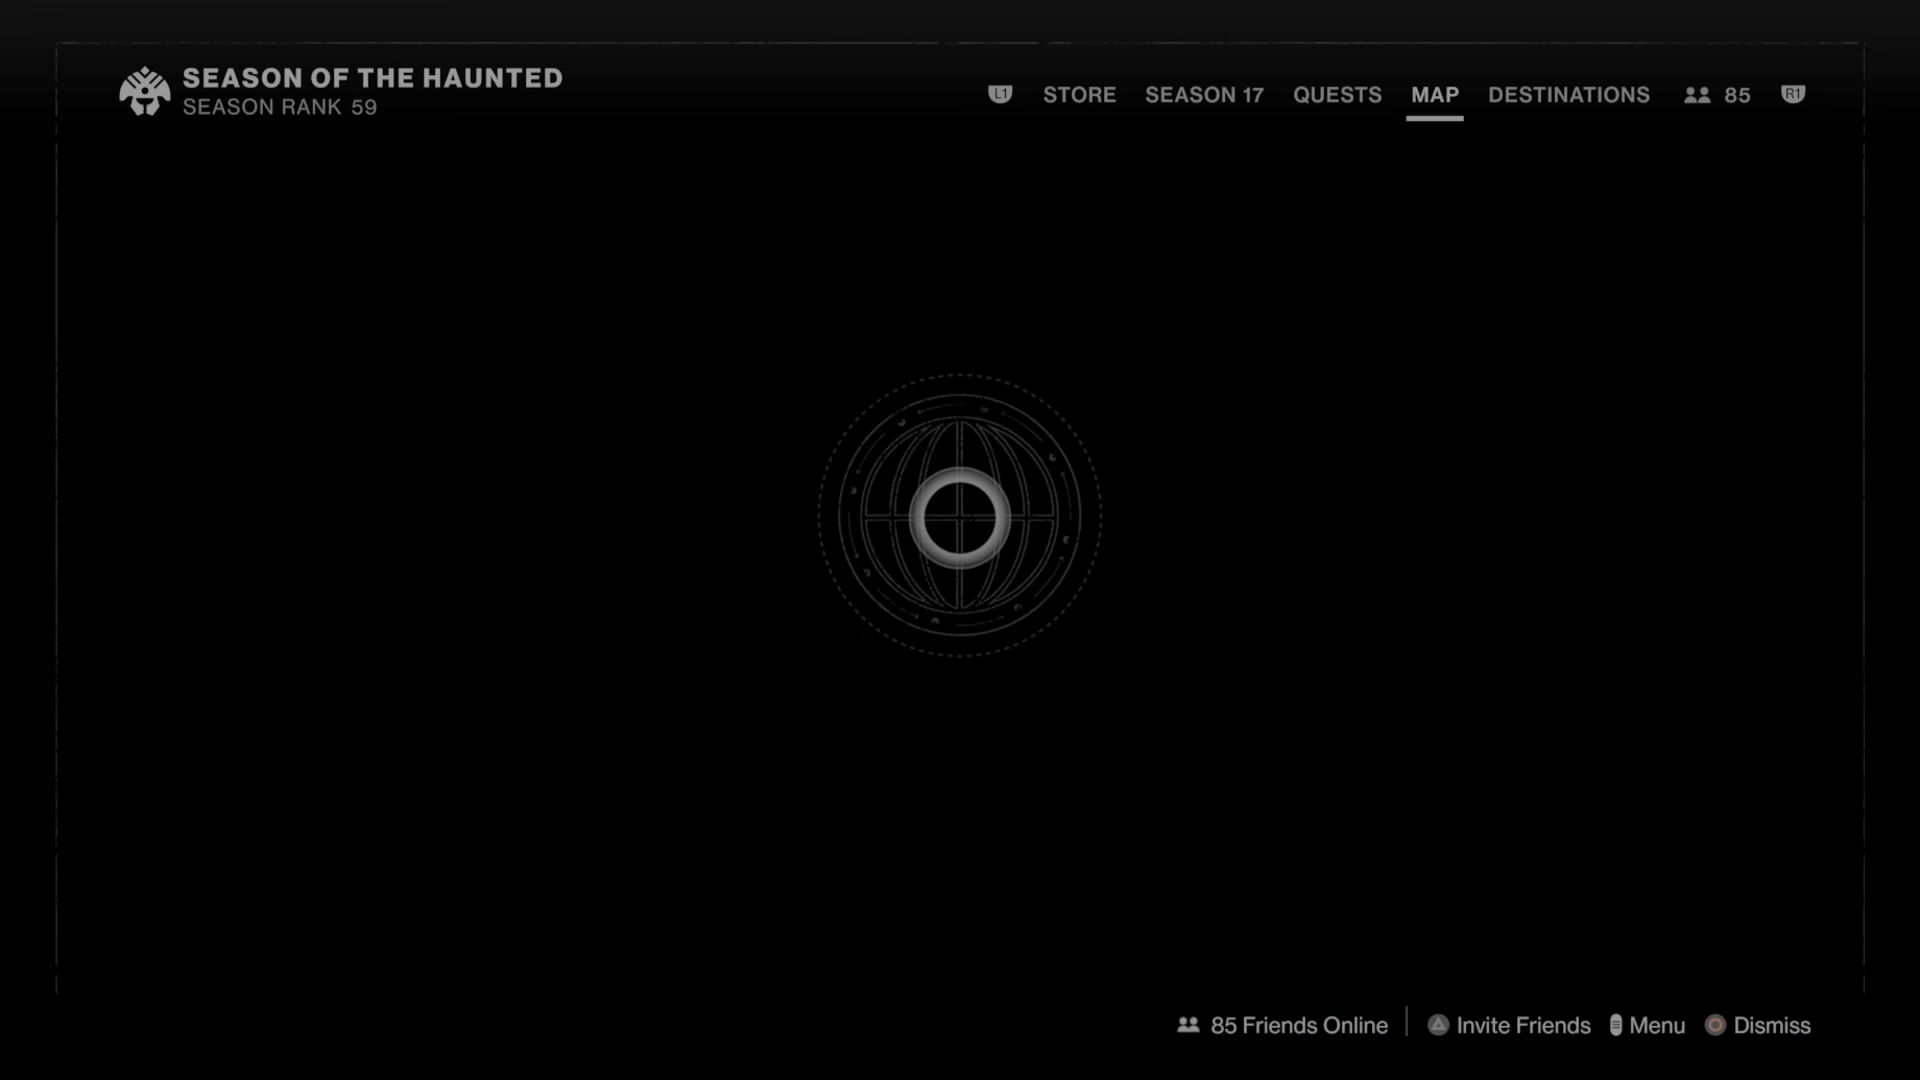 SEASON OF THE HAUNTED
SEASON RANK 59
L1 STORE SEASON 17 QUESTS MAP DESTINATIONS 85 R1
85 Friends Online Invite Friends Menu Dismiss